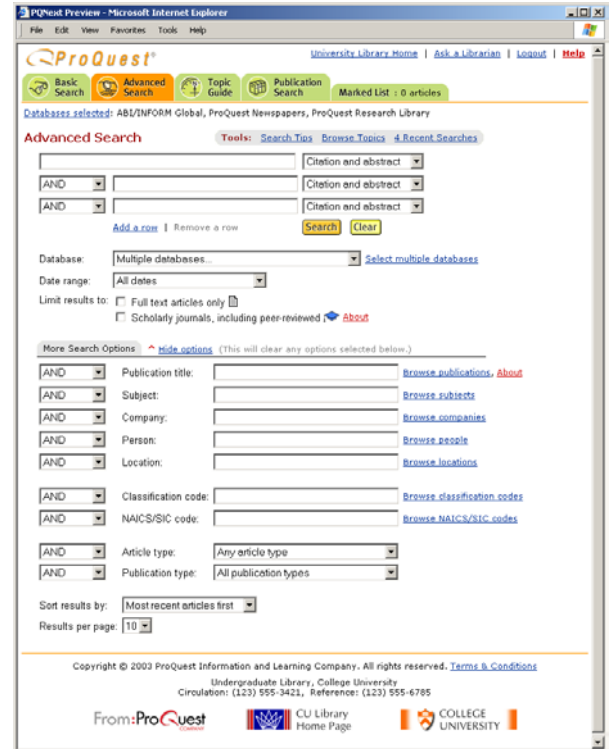 PQNext Preview - Microsoft Internet Explorer
File Edit View Favorites Tools Help
ProQuest®
University Library Home | Ask a Librarian | Logout | Help
Basic Search
Advanced Search
Topic Guide
Publication Search
Marked List : 0 articles
Databases selected: ABI/INFORM Global, ProQuest Newspapers, ProQuest Research Library
Advanced Search
Tools: Search Tips Browse Topics 4 Recent Searches
Citation and abstract
AND Citation and abstract
AND Citation and abstract
Add a row | Remove a row Search Clear
Database: Multiple databases... Select multiple databases
Date range: All dates
Limit results to: Full text articles only
Scholarly journals, including peer-reviewed About
More Search Options ^ Hide options (This will clear any options selected below.)
AND Publication title: Browse publications, About
AND Subject: Browse subjects
AND Company: Browse companies
AND Person: Browse people
AND Location: Browse locations
AND Classification code: Browse classification codes
AND NAICS/SIC code: Browse NAICS/SIC codes
AND Article type: Any article type
AND Publication type: All publication types
Sort results by: Most recent articles first
Results per page: 10
Copyright © 2003 ProQuest Information and Learning Company. All rights reserved. Terms & Conditions
Undergraduate Library, College University
Circulation: (123) 555-3421, Reference: (123) 555-6785
From:ProQuest
COMPANY
CU Library
Home Page
COLLEGE
UNIVERSITY